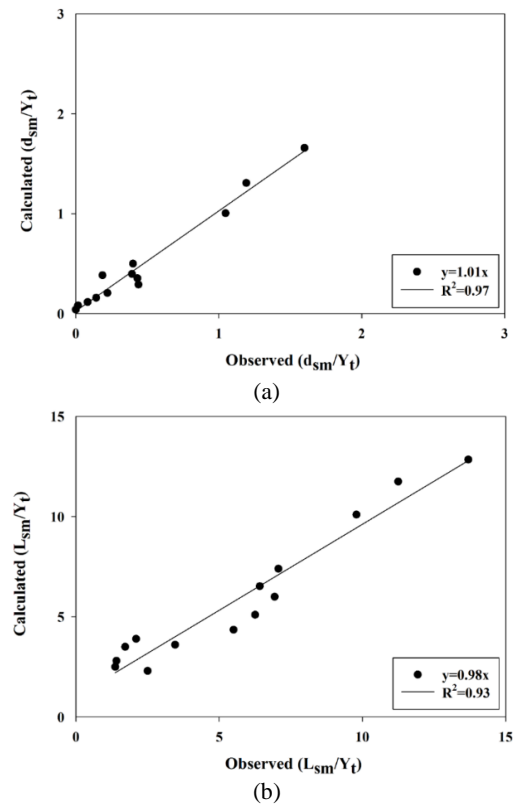 3
2
1
0
Calculated (dsm/Yt)
y=1.01x
R2=0.97
0 1 2 3
Observed (dsm/Yt)
(a)
15
10
5
0
Calculated (Lsm/Yt)
y=0.98x
R2=0.93
0 5 10 15
Observed (Lsm/Yt)
(b)